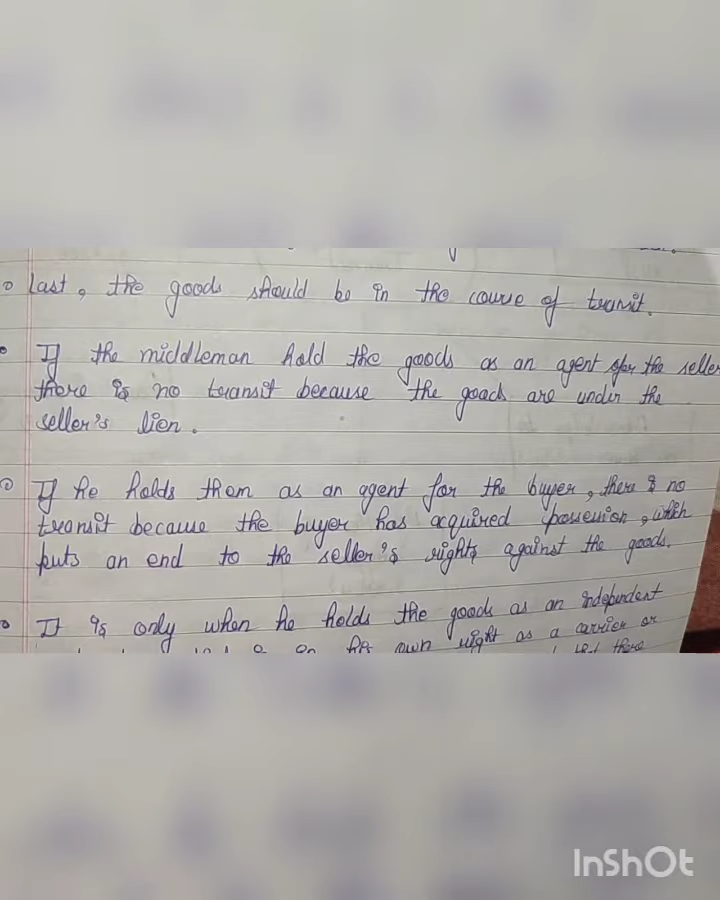 Last, the goods should be in the course of transit.
If the middleman hold the goods as an agent for the seller
there is no transit because the goods are under the
seller's lien.
If he holds them as an agent for the buyer, there is no
transit because the buyer has acquired possession, which
puts an end to the seller's rights against the goods.
It is only when he holds the goods as an independent
own right as a carrier or
InShOt